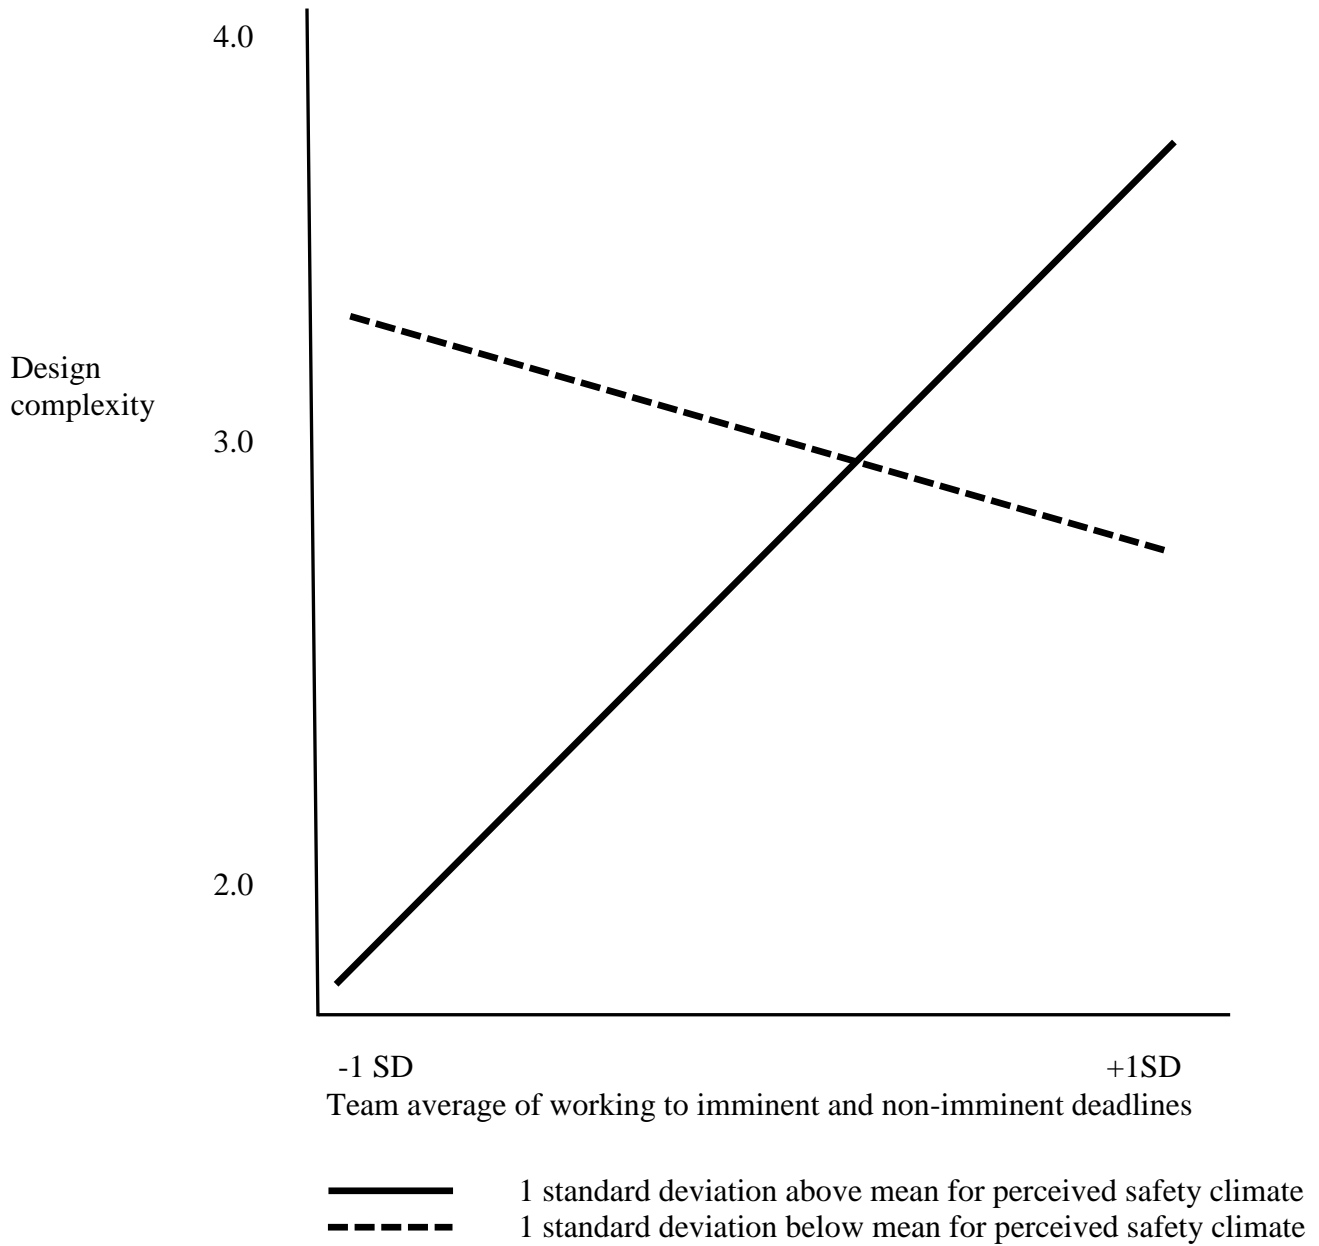 4.0
Design
complexity
3.0
2.0
-1 SD
+1SD
Team average of working to imminent and non-imminent deadlines
1 standard deviation above mean for perceived safety climate
1 standard deviation below mean for perceived safety climate